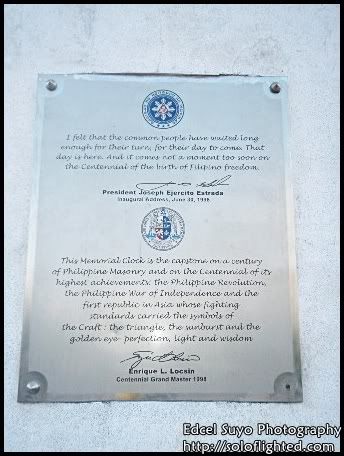 I felt that the common people have waited long
enough for their turn, for their day to come. That
day is here. And it comes not a moment too soon on
the Centennial of the birth of Filipino freedom.
President Joseph Ejercito Estrada
Inaugural Address, June 30, 1998
This Memorial Clock is the capstone on a century
of Philippine Masonry and on the Centennial of its
highest achievements: the Philippine Revolution,
the Philippine War of Independence and the
first republic in Asia whose fighting
standards carried the symbols of
the Craft: the triangle, the sunburst and the
golden eye- perfection, light and wisdom
Enrique L. Locsin
Centennial Grand Master 1998
Edcel Suyo Photography
http://soloflighted.com/